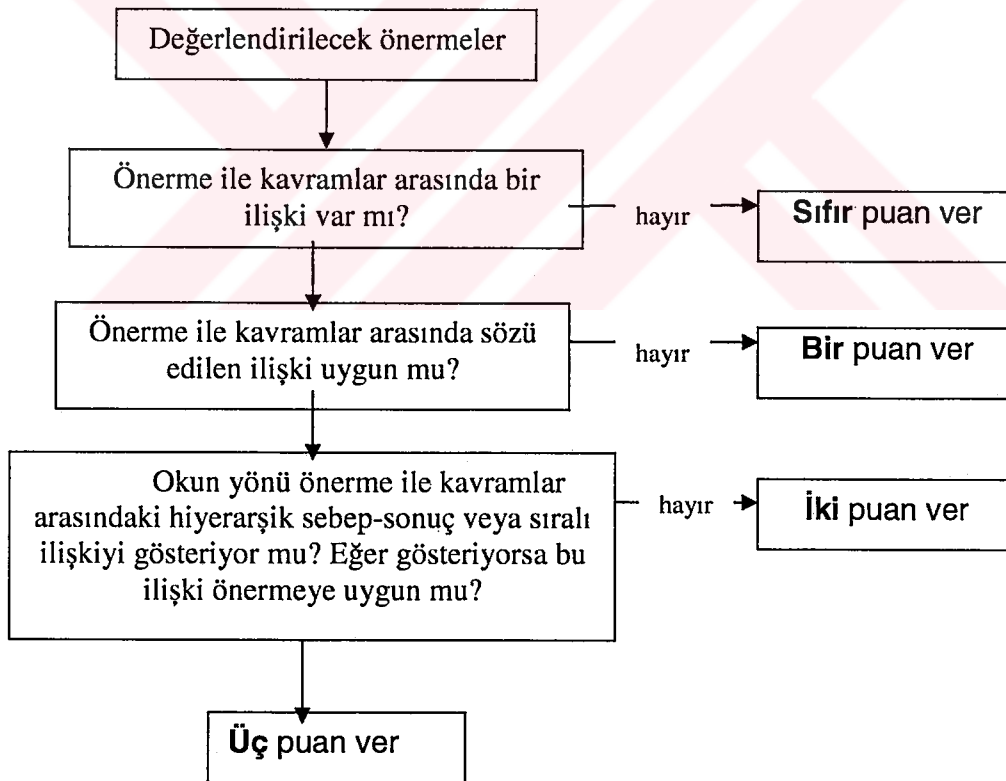 Değerlendirilecek önermeler
Önerme ile kavramlar arasında bir
ilişki var mı?
hayır
Sıfır puan ver
Önerme ile kavramlar arasında sözü
edilen ilişki uygun mu?
hayır
Bir puan ver
Okun yönü önerme ile kavramlar
arasındaki hiyerarşik sebep-sonuç veya sıralı
ilişkiyi gösteriyor mu? Eğer gösteriyorsa bu
ilişki önermeye uygun mu?
hayır
İki puan ver
Üç puan ver